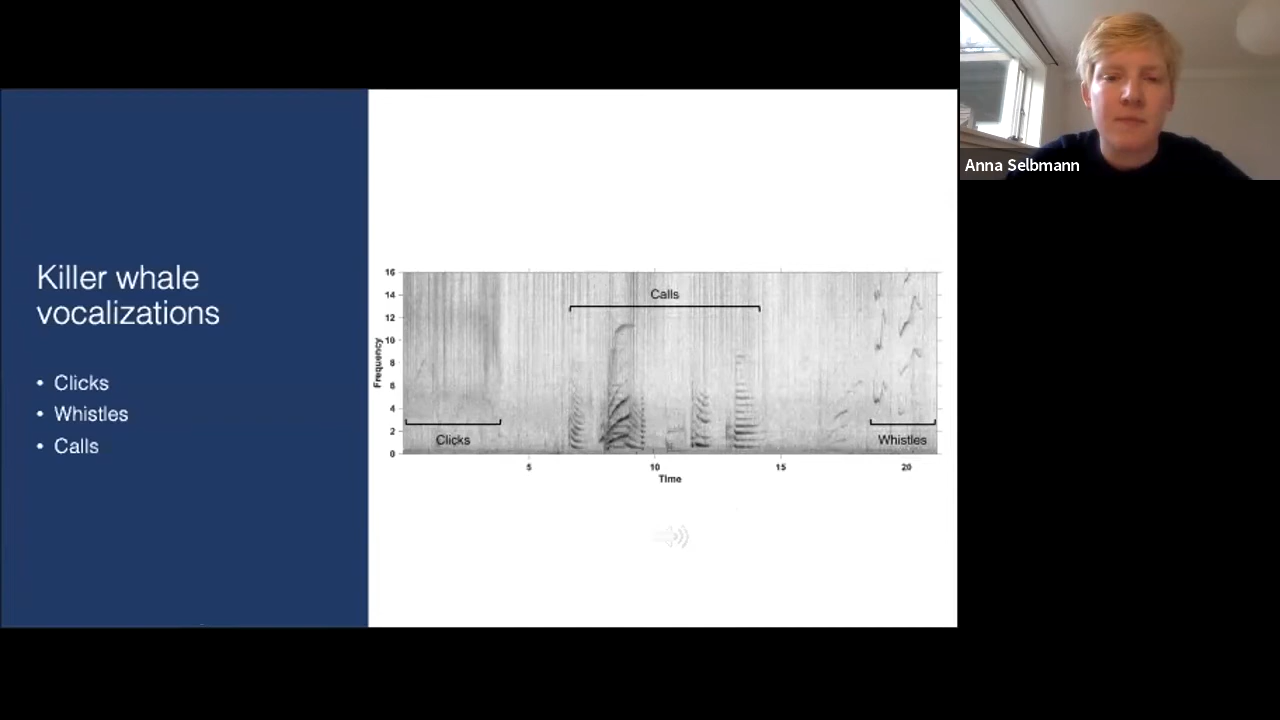 Anna Selbmann
Killer whale
vocalizations
• Clicks
• Whistles
• Calls
Frequency
16
14
12
10
8
6
4
2
0
Calls
Clicks
Whistles
5
10
15
20
Time